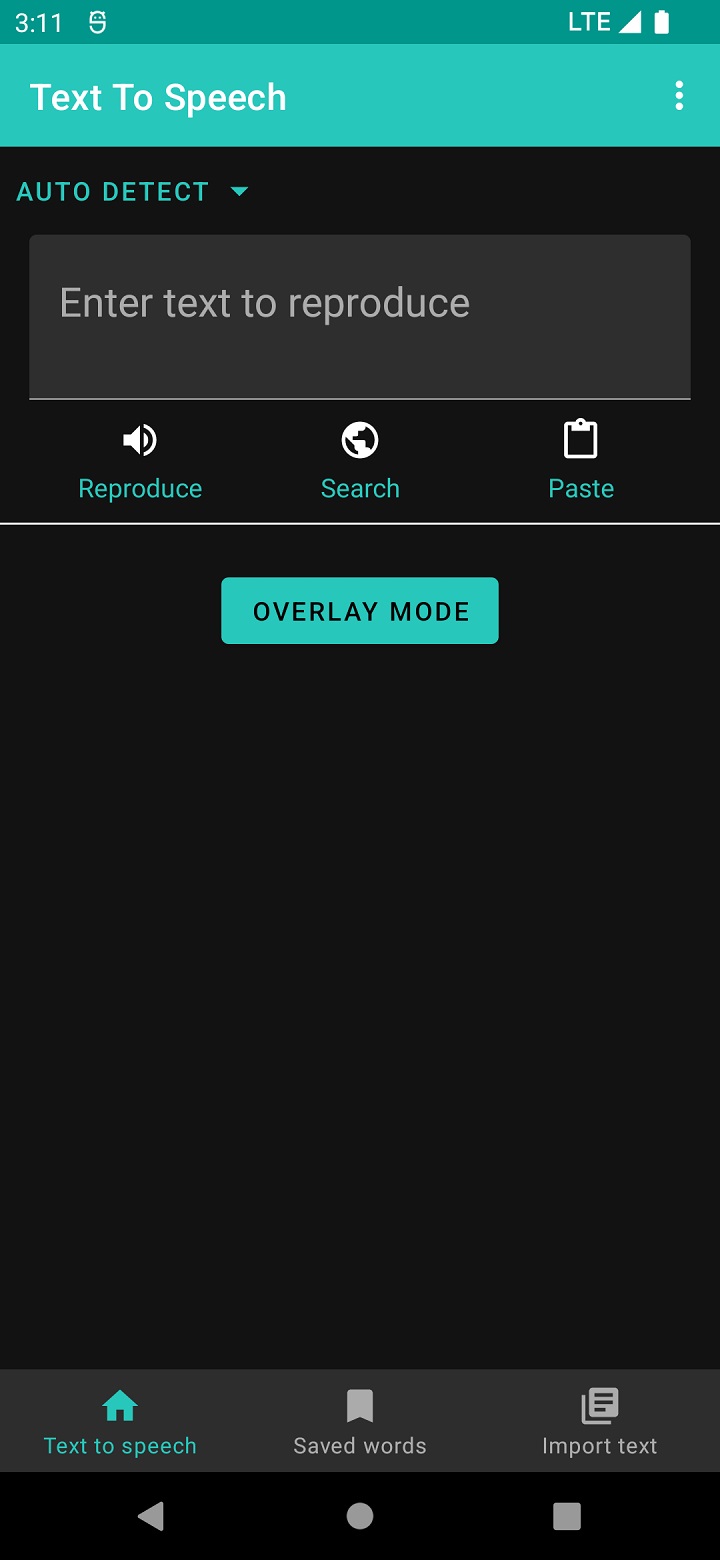 3:11 LTE
Text To Speech
AUTO DETECT
Enter text to reproduce
Reproduce Search Paste
OVERLAY MODE
Text to speech Saved words Import text